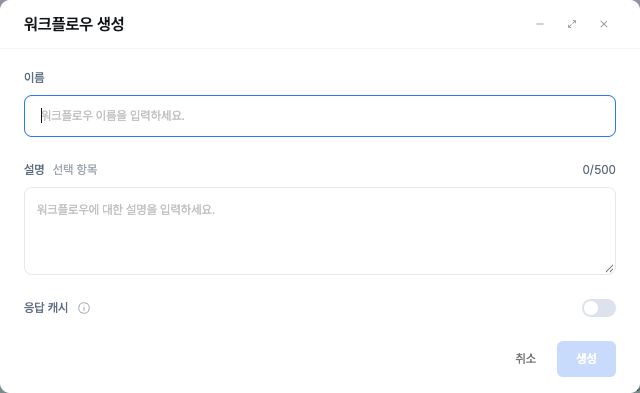 워크플로우 생성
이름
워크플로우 이름을 입력하세요.
설명 선택 항목 0/500
워크플로우에 대한 설명을 입력하세요.
응답 캐시
취소 생성